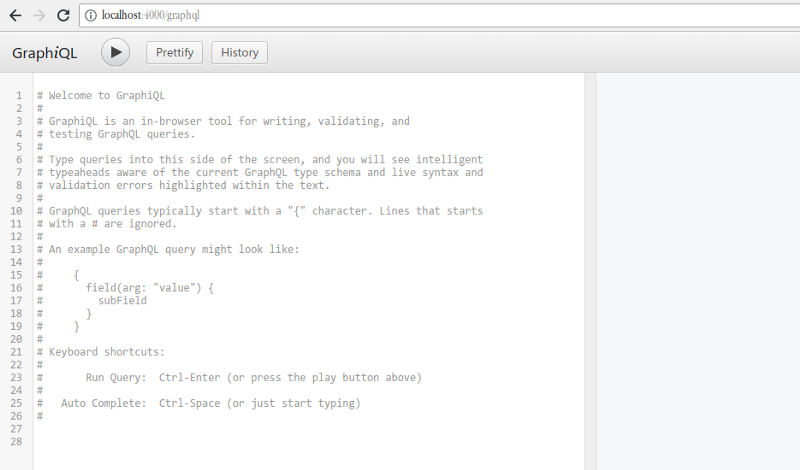 localhost:4000/graphql
GraphiQL
Prettify
History
1 # Welcome to GraphiQL
2 #
3 # GraphiQL is an in-browser tool for writing, validating, and
4 # testing GraphQL queries.
5 #
6 # Type queries into this side of the screen, and you will see intelligent
7 # typeaheads aware of the current GraphQL type schema and live syntax and
8 # validation errors highlighted within the text.
9 #
10 # GraphQL queries typically start with a "{" character. Lines that starts
11 # with a # are ignored.
12 #
13 # An example GraphQL query might look like:
14 #
15 #     {
16 #       field(arg: "value") {
17 #         subField
18 #       }
19 #     }
20 #
21 # Keyboard shortcuts:
22 #
23 #       Run Query:  Ctrl-Enter (or press the play button above)
24 #
25 #   Auto Complete:  Ctrl-Space (or just start typing)
26 #
27
28